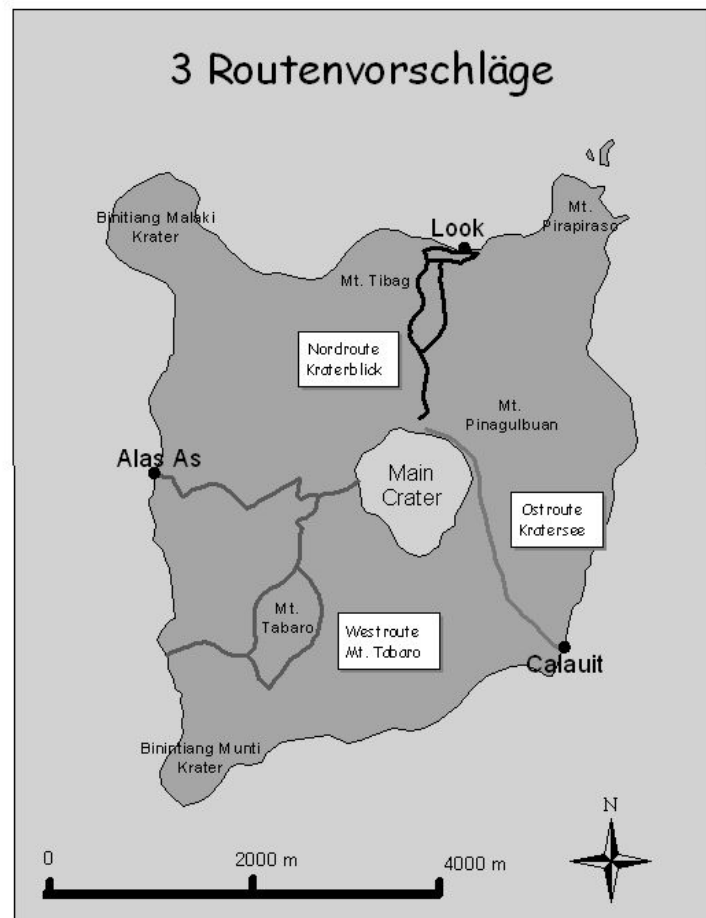 3 Routenvorschläge
Binitiang Malaki
Krater
Look
Mt.
Pirapiraso
Mt. Tibag
Nordroute
Kraterblick
Mt.
Pinagulbuan
Alas As
Main
Crater
Ostroute
Kratersee
Mt.
Tabaro
Westroute
Mt. Tabaro
Calauit
Binintiang Munti
Krater
N
0
2000 m
4000 m